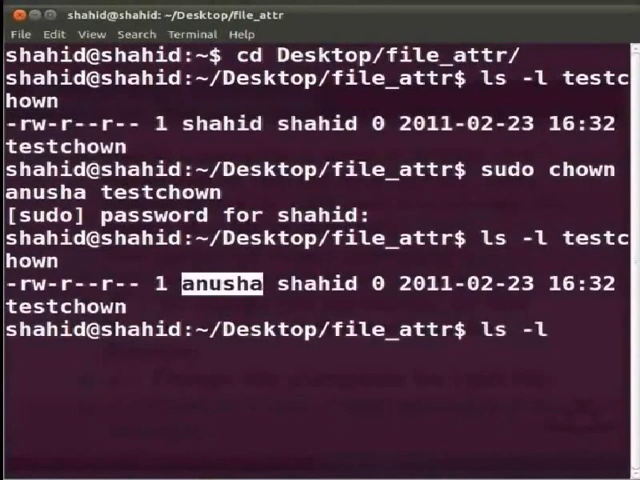 shahid@shahid: ~/Desktop/file_attr
File Edit View Search Terminal Help
shahid@shahid:~$ cd Desktop/file_attr/
shahid@shahid:~/Desktop/file_attr$ ls -l testc
hown
-rw-r--r-- 1 shahid shahid 0 2011-02-23 16:32
testchown
shahid@shahid:~/Desktop/file_attr$ sudo chown
anusha testchown
[sudo] password for shahid:
shahid@shahid:~/Desktop/file_attr$ ls -l testc
hown
-rw-r--r-- 1 anusha shahid 0 2011-02-23 16:32
testchown
shahid@shahid:~/Desktop/file_attr$ ls -l